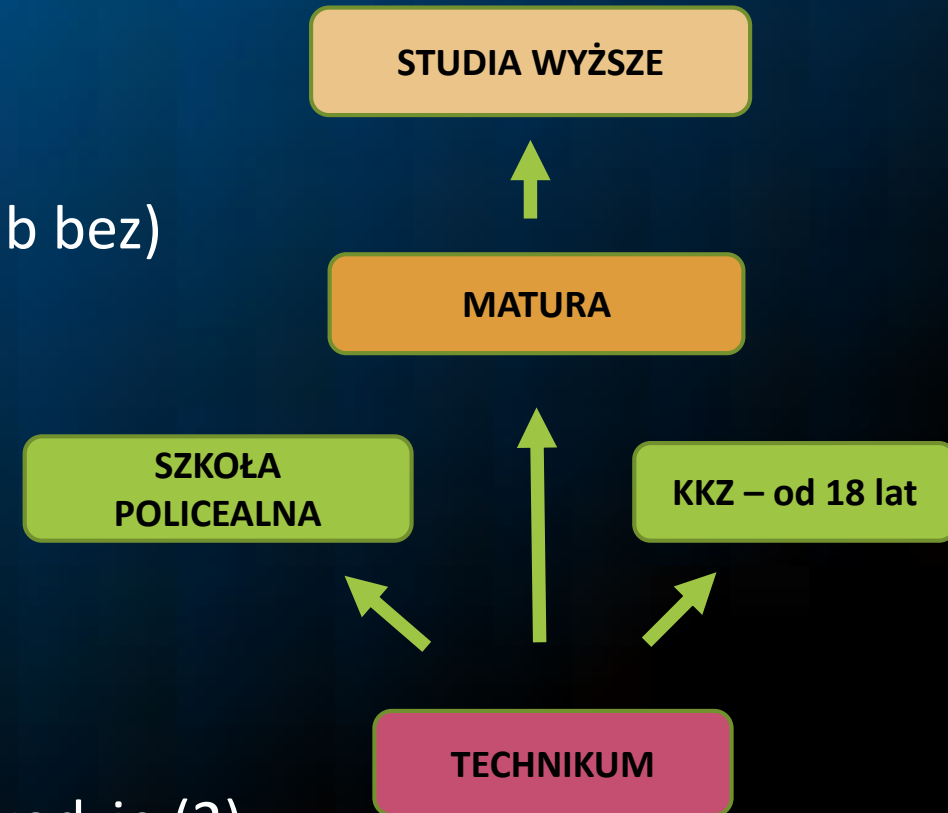 STUDIA WYŻSZE
b bez)
MATURA
SZKOŁA
POLICEALNA
KKZ – od 18 lat
TECHNIKUM